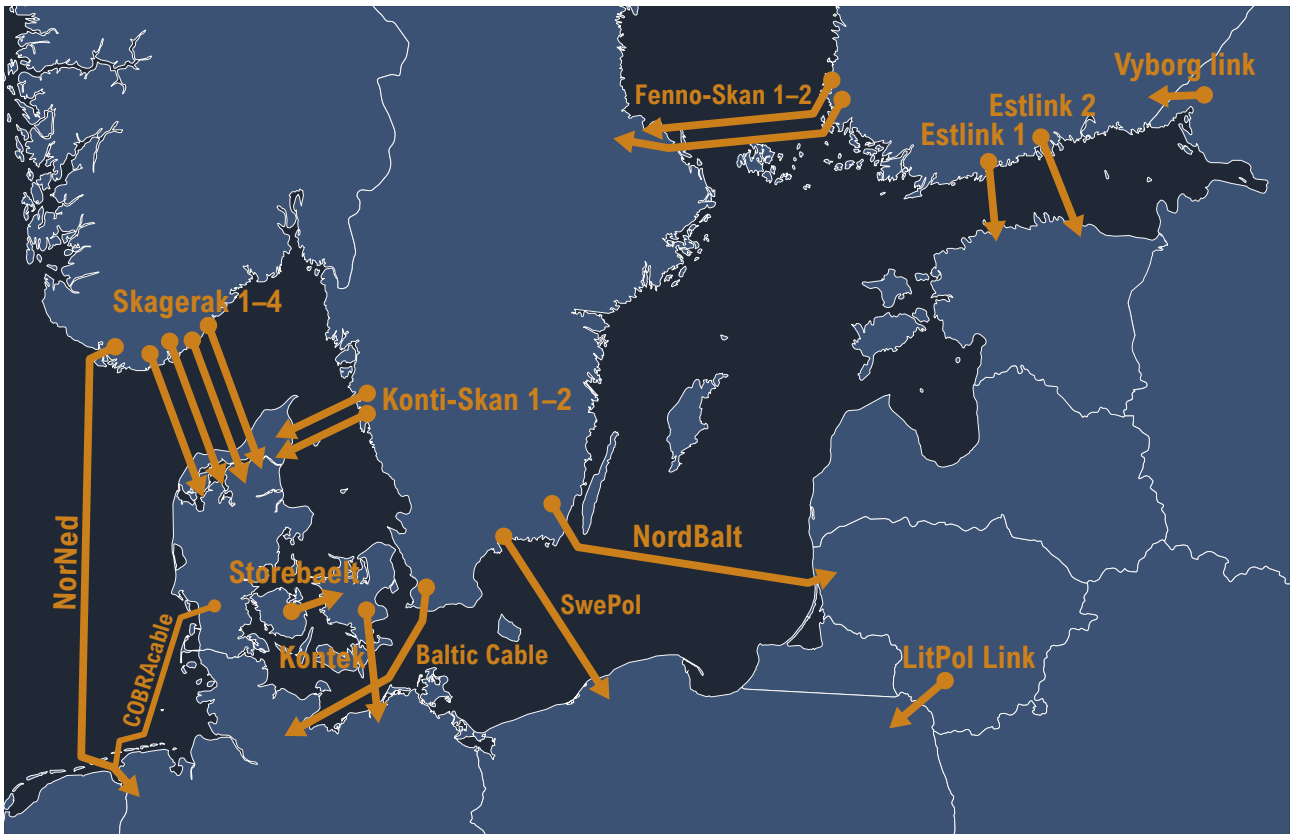 Vyborg link
Fenno-Skan 1–2
Estlink 2
Estlink 1
Skagerak 1–4
Konti-Skan 1–2
NorNed
NordBalt
Storebaelt
SwePol
COBRAcable
Kontek
Baltic Cable
LitPol Link